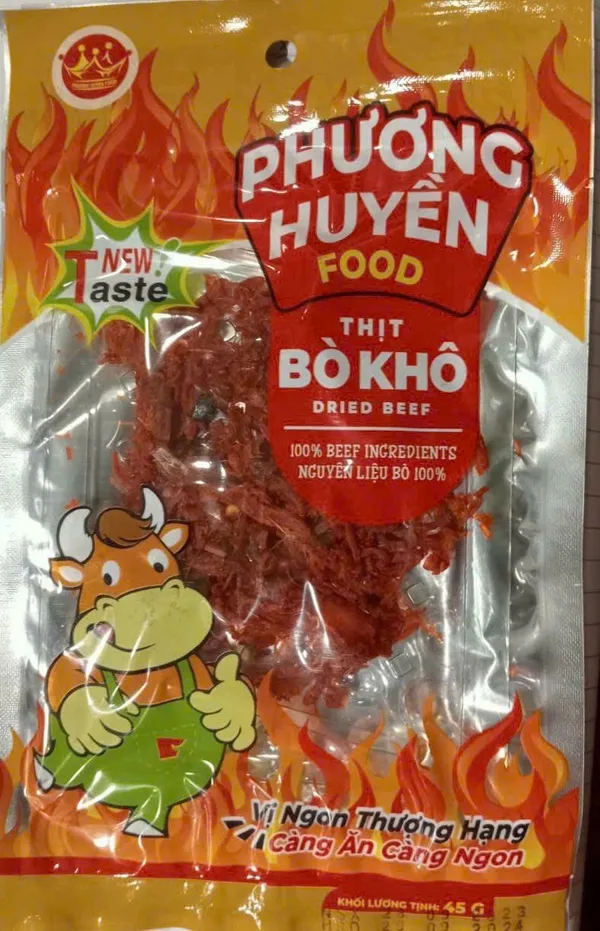 PHƯƠNG
HUYỀN
FOOD
NEW!
Taste
THỊT
BÒ KHÔ
DRIED BEEF
100% BEEF INGREDIENTS
NGUYÊN LIỆU BÒ 100%
Vị Ngon Thượng Hạng
Càng Ăn Càng Ngon
KHỐI LƯỢNG TỊNH: 45 G